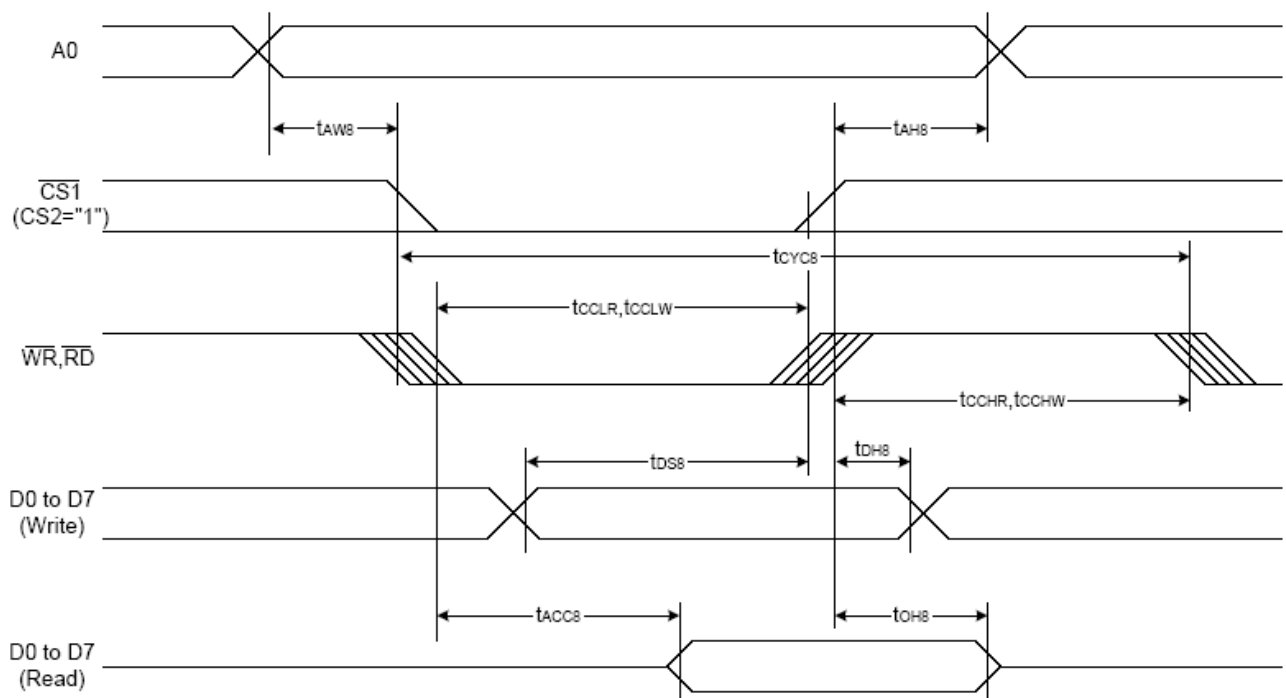 A0
tAW8
tAH8
CS1
(CS2="1")
tCYC8
tCCLR,tCCLW
WR,RD
tCCHR,tCCHW
tDS8
tDH8
D0 to D7
(Write)
tACC8
tOH8
D0 to D7
(Read)